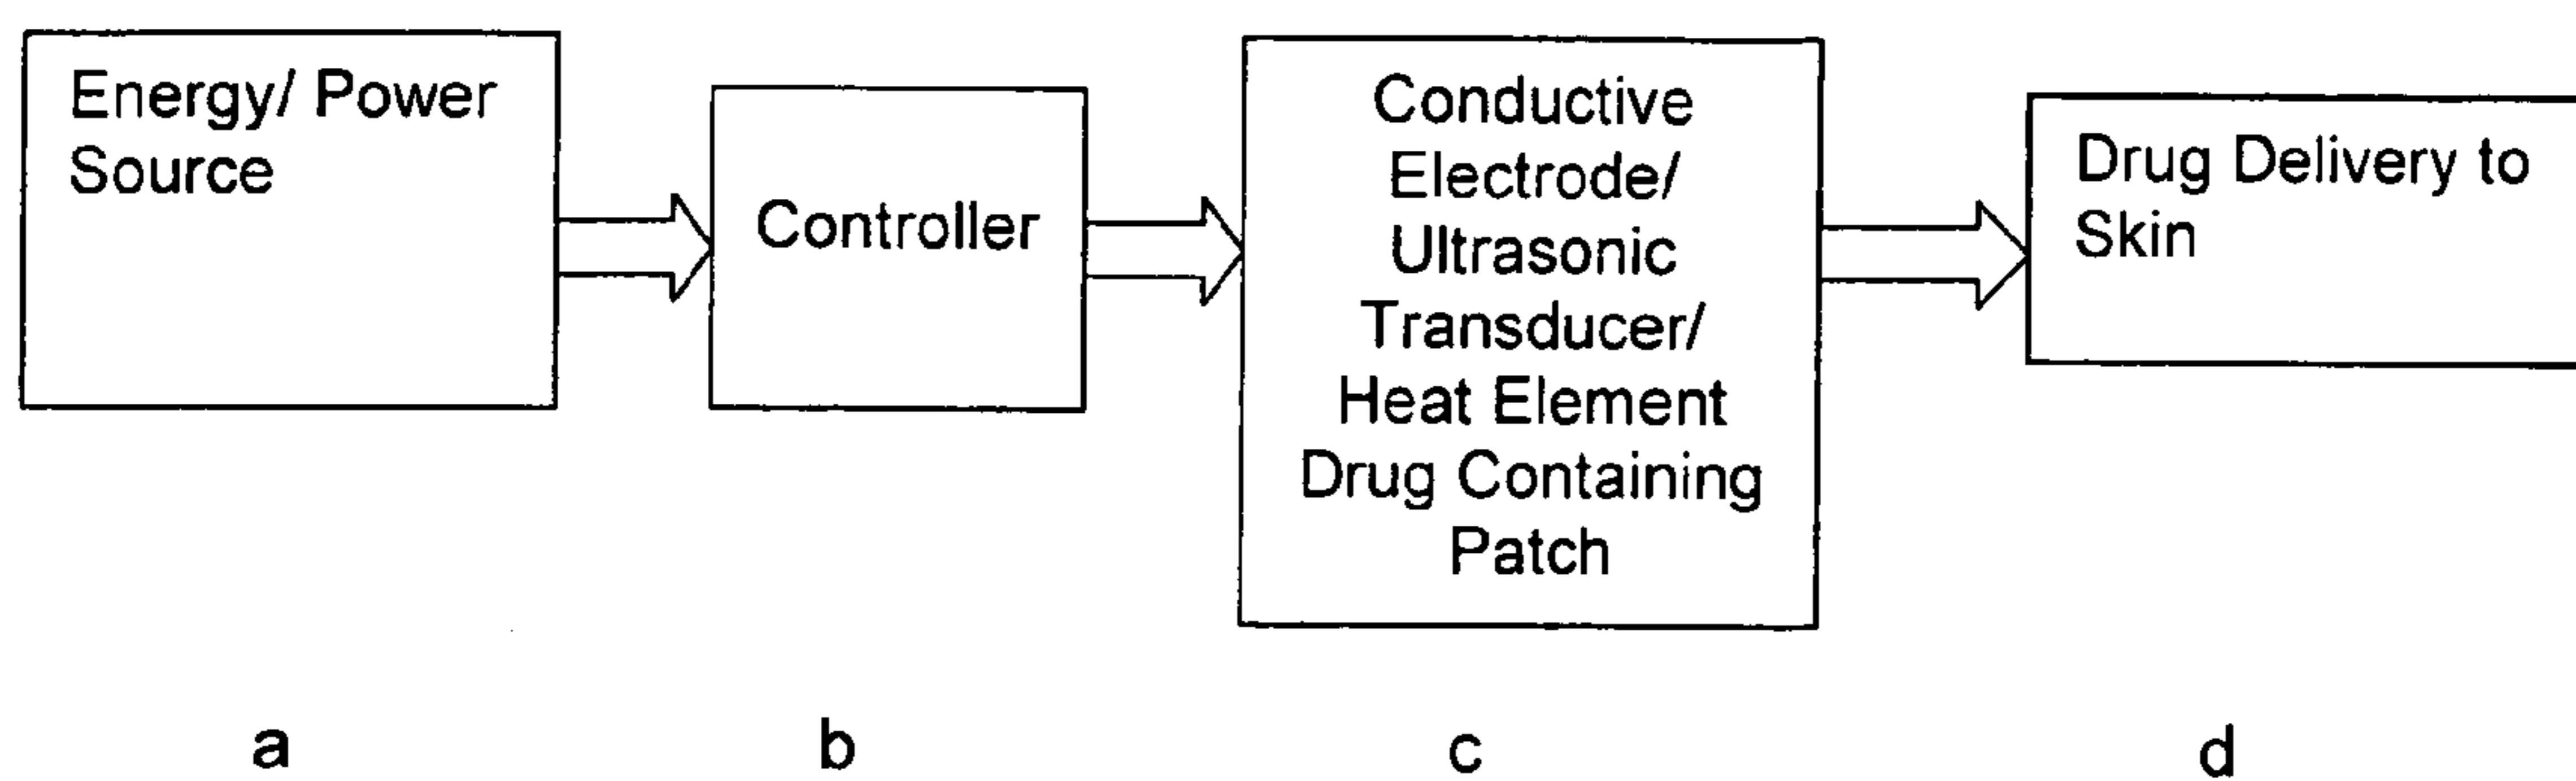 Energy/ Power
Source
Controller
Conductive
Electrode/
Ultrasonic
Transducer/
Heat Element
Drug Containing
Patch
Drug Delivery to
Skin
a
b
c
d